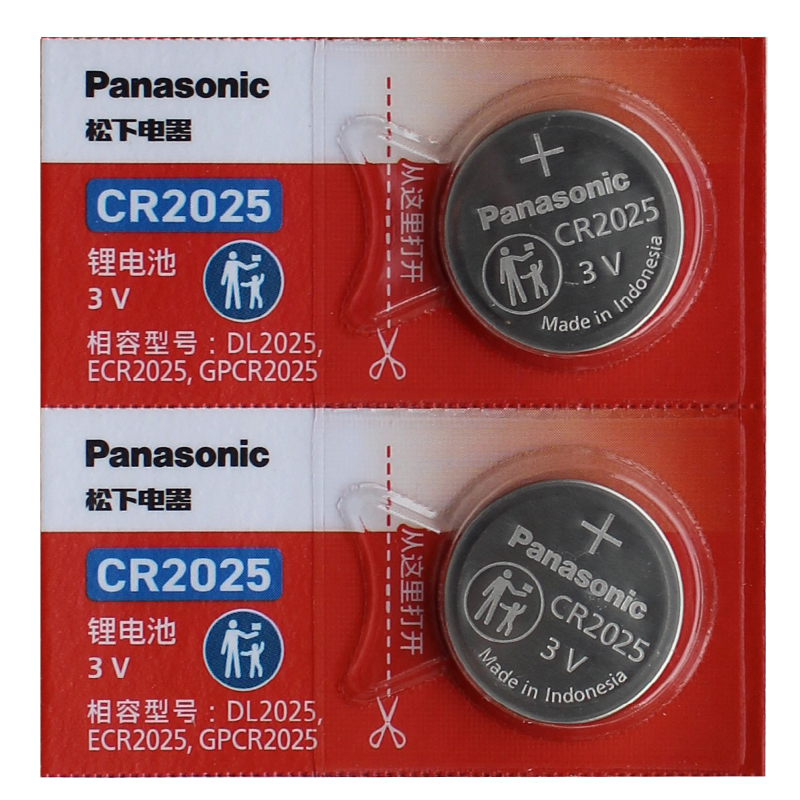 Panasonic
松下电器
CR2025
锂电池
3 V
相容型号：DL2025,
ECR2025, GPCR2025
从这里打开
+
Panasonic
CR2025
3 V
Made in Indonesia
Panasonic
松下电器
CR2025
锂电池
3 V
相容型号：DL2025,
ECR2025, GPCR2025
从这里打开
+
Panasonic
CR2025
3 V
Made in Indonesia